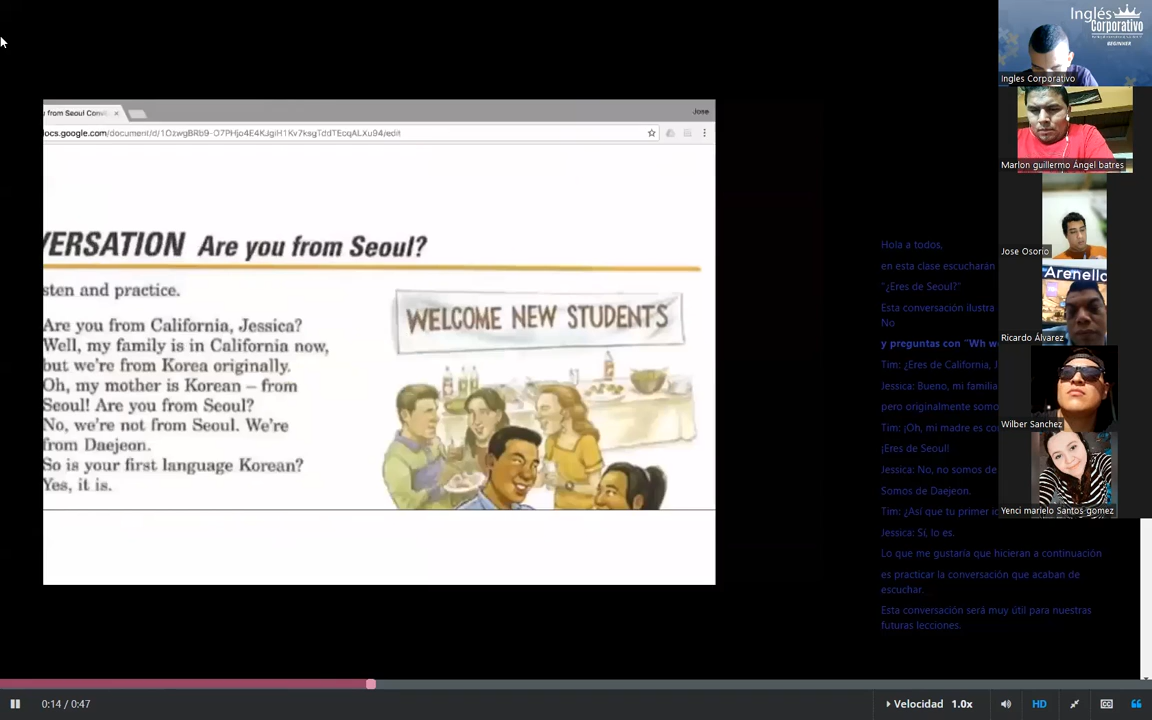 Inglés
Corporativo
BEGINNER
Ingles Corporativo
Marlon guillermo Ángel batres
Jose Osorio
Arenello
Ricardo Álvarez
Wilber Sanchez
Yenci marielo Santos gomez
y from Seoul Conv
Jose
docs.google.com/document/d/
/edit
VERSATION Are you from Seoul?
sten and practice.
Are you from California, Jessica?
Well, my family is in California now,
but we're from Korea originally.
Oh, my mother is Korean – from
Seoul! Are you from Seoul?
No, we're not from Seoul. We're
from Daejeon.
So is your first language Korean?
Yes, it is.
WELCOME NEW STUDENTS
Hola a todos,
en esta clase escucharán
"¿Eres de Seoul?"
Esta conversación ilustra
No
y preguntas con "Wh w
Tim: ¿Eres de California, J
Jessica: Bueno, mi familia
pero originalmente somo
Tim: ¡Oh, mi madre es co
¡Eres de Seoul!
Jessica: No, no somos de
Somos de Daejeon.
Tim: ¿Así que tu primer i
Jessica: Sí, lo es.
Lo que me gustaría que hicieran a continuación
es practicar la conversación que acaban de
escuchar.
Esta conversación será muy útil para nuestras
futuras lecciones.
0:14 / 0:47
Velocidad 1.0x
HD
CC